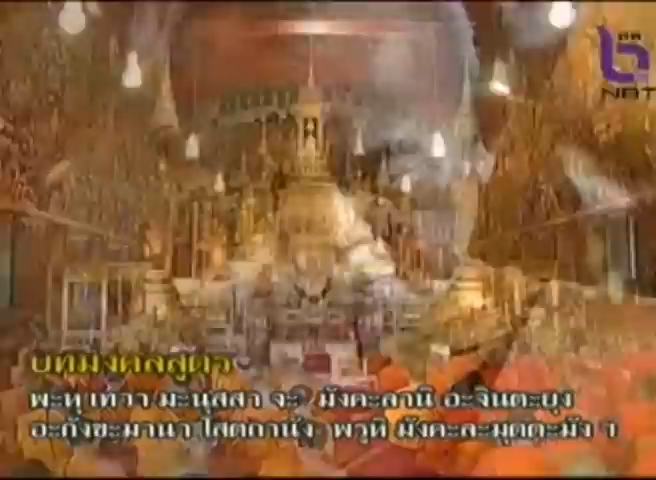 NBT
บทมงคลสูตร
พะหู เทวา มะนุสสา จะ มังคะลานิ อะจินตะยุง
อะกังขะมานา โสตถานัง พรูหิ มังคะละมุตตะมัง ฯ